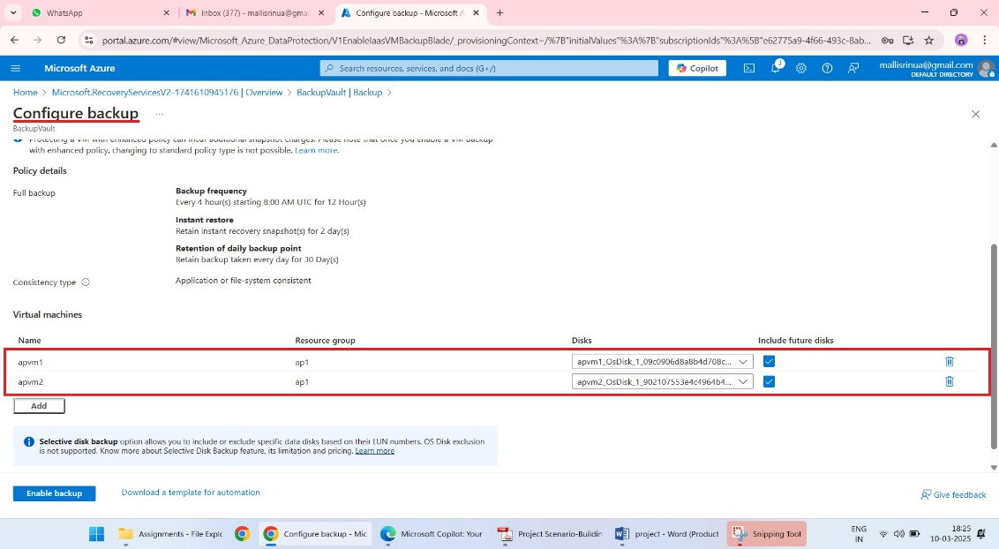 WhatsApp
Inbox (377) - mallisrinua@gmai
Configure backup - Microsoft A
portal.azure.com/#view/Microsoft_Azure_DataProtection/V1EnableIaasVMBackupBlade/_provisioningContext~/%7B"initialValues"%3A%7B"subscriptionIds"%3A%5B"e62775a9-4f66-493c-8ab...
Microsoft Azure
Search resources, services, and docs (G+/)
Copilot
3
mallisrinua@gmail.com
DEFAULT DIRECTORY
Home > Microsoft.RecoveryServicesV2-1741610945176 | Overview > BackupVault | Backup >
Configure backup ...
BackupVault
Protecting a VM with enhanced policy can incur additional snapshot charges. Please note that once you enable a VM backup
with enhanced policy, changing to standard policy type is not possible. Learn more.
Policy details
Full backup
Backup frequency
Every 4 hour(s) starting 8:00 AM UTC for 12 Hour(s)
Instant restore
Retain instant recovery snapshot(s) for 2 day(s)
Retention of daily backup point
Retain backup taken every day for 30 Day(s)
Consistency type
Application or file-system consistent
Virtual machines
Name Resource group Disks Include future disks
apvm1 ap1 apvm1_OsDisk_1_09c0906d8a8b4d708c...
apvm2 ap1 apvm2_OsDisk_1_902107553e4c4964b4...
Add
Selective disk backup option allows you to include or exclude specific data disks based on their LUN numbers. OS Disk exclusion
is not supported. Know more about Selective Disk Backup feature, its limitation and pricing. Learn more
Enable backup
Download a template for automation
Give feedback
Assignments - File Explo
Configure backup - Mic
Microsoft Copilot: Your
Project Scenario-Buildin
project - Word (Product
Snipping Tool
ENG
IN
18:25
10-03-2025